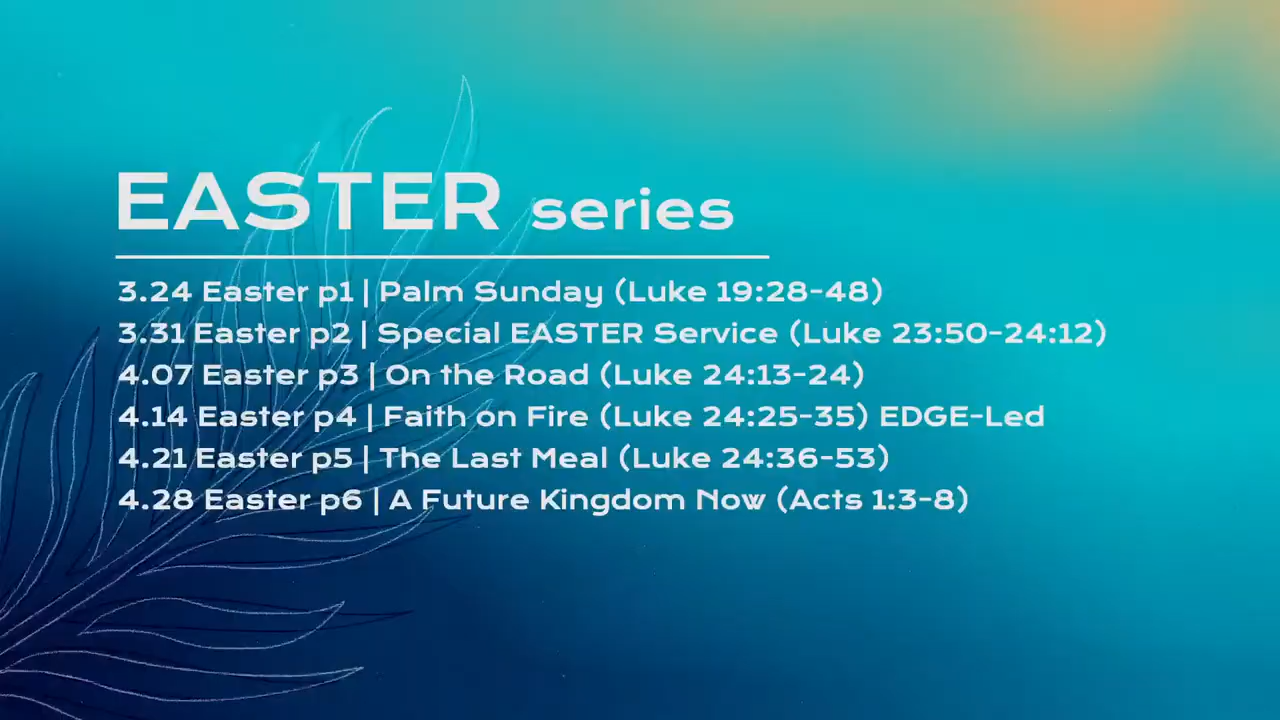 EASTER series
3.24 Easter p1 | Palm Sunday (Luke 19:28-48)
3.31 Easter p2 | Special EASTER Service (Luke 23:50-24:12)
4.07 Easter p3 | On the Road (Luke 24:13-24)
4.14 Easter p4 | Faith on Fire (Luke 24:25-35) EDGE-Led
4.21 Easter p5 | The Last Meal (Luke 24:36-53)
4.28 Easter p6 | A Future Kingdom Now (Acts 1:3-8)